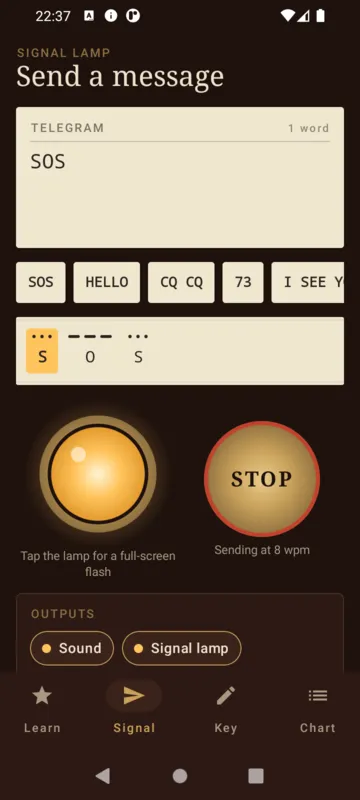 22:37
SIGNAL LAMP
Send a message
TELEGRAM 1 word
SOS
SOS HELLO CQ CQ 73 I SEE Y
S O S
STOP
Tap the lamp for a full-screen flash
Sending at 8 wpm
OUTPUTS
Sound Signal lamp
Learn Signal Key Chart